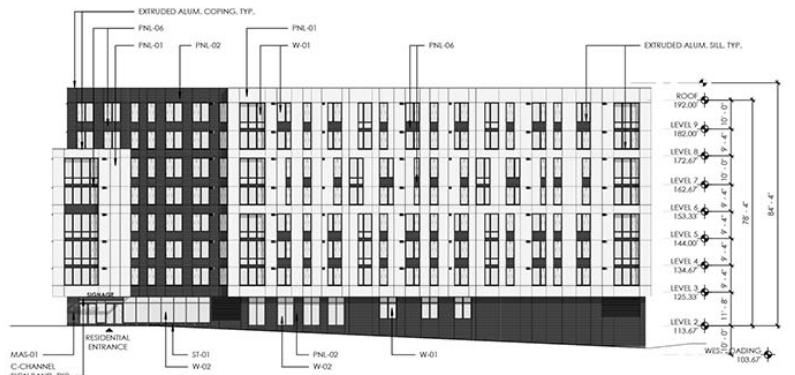 EXTRUDED ALUM. COPING, TYP.
PNL-06
PNL-01
PNL-02
PNL-01
W-01
PNL-06
EXTRUDED ALUM. SILL, TYP.
ROOF
192.00'
10' - 0"
LEVEL 9
182.00'
9' - 4"
LEVEL 8
172.67'
10' - 0"
LEVEL 7
162.67'
9' - 4"
LEVEL 6
153.33'
9' - 4"
LEVEL 5
144.00'
9' - 4"
LEVEL 4
134.67'
9' - 4"
LEVEL 3
125.33'
11' - 8"
LEVEL 2
113.67'
10' - 0"
78' - 4"
84' - 4"
SIGNAGE
RESIDENTIAL
ENTRANCE
MAS-01
C-CHANNEL
ST-01
W-02
PNL-02
W-02
W-01
LOADING
103.67'